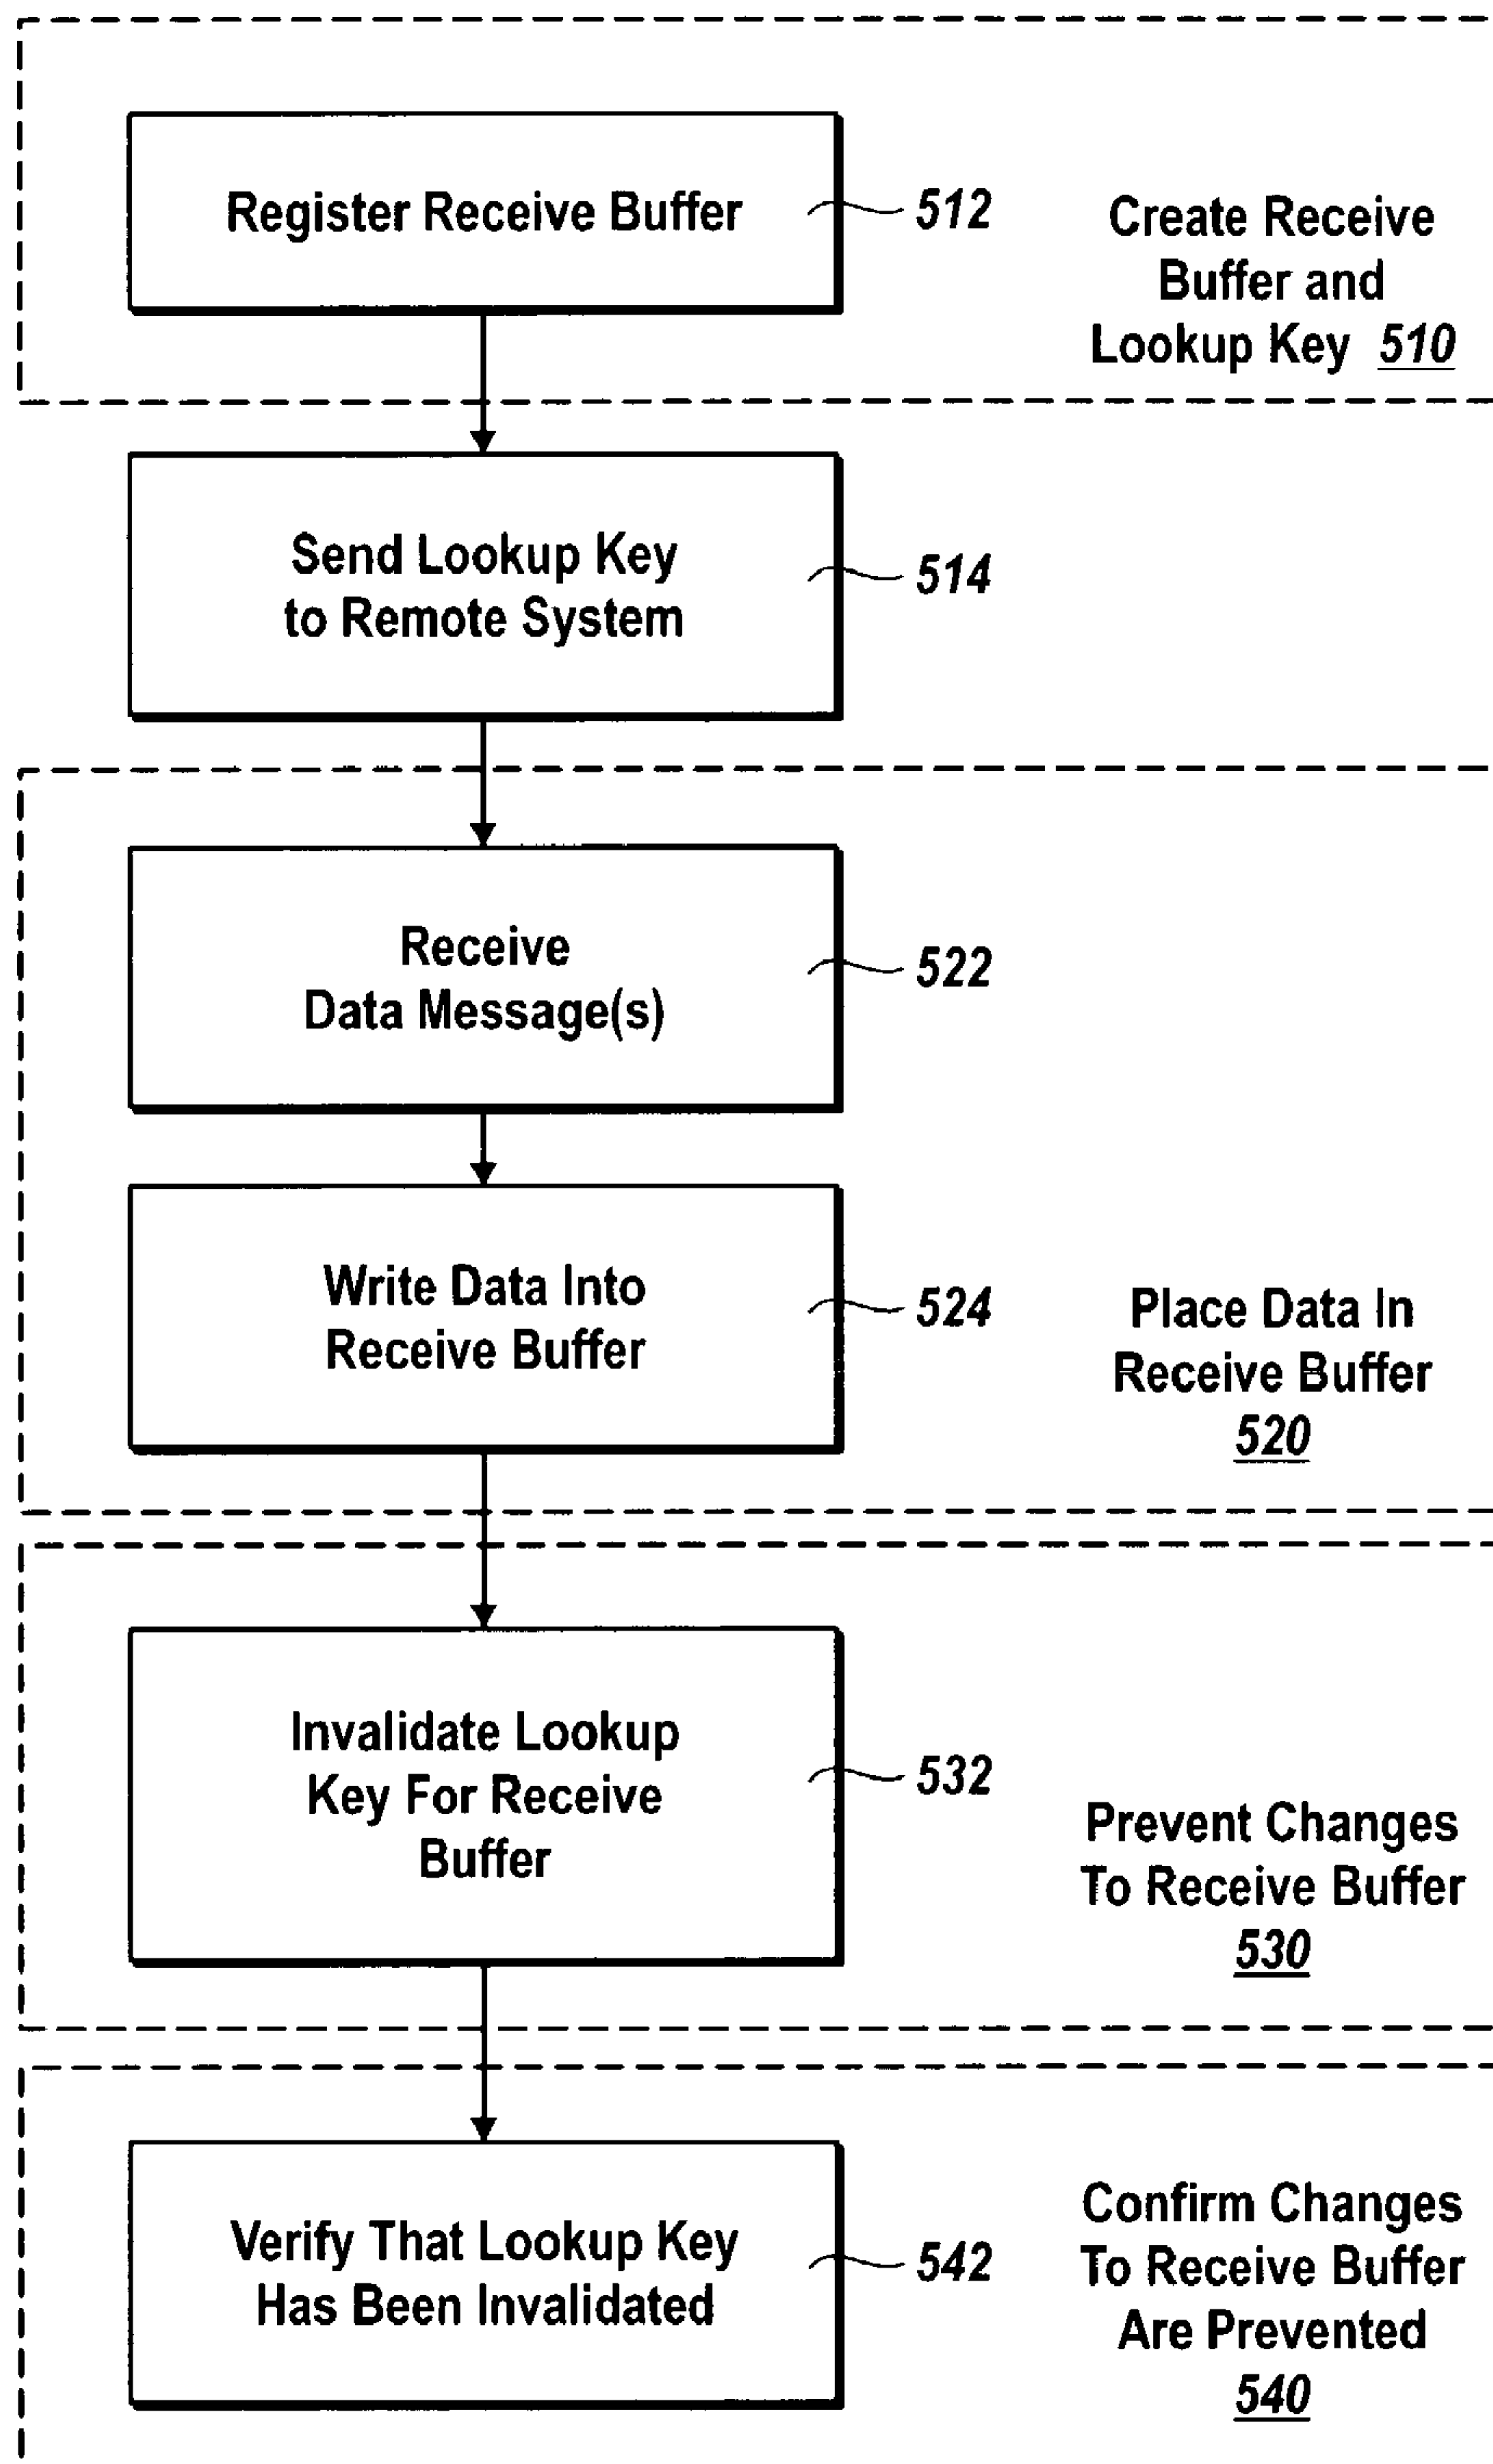 Register Receive Buffer
512
Create Receive
Buffer and
Lookup Key 510
Send Lookup Key
to Remote System
514
Receive
Data Message(s)
522
Write Data Into
Receive Buffer
524
Place Data In
Receive Buffer
520
Invalidate Lookup
Key For Receive
Buffer
532
Prevent Changes
To Receive Buffer
530
Verify That Lookup Key
Has Been Invalidated
542
Confirm Changes
To Receive Buffer
Are Prevented
540